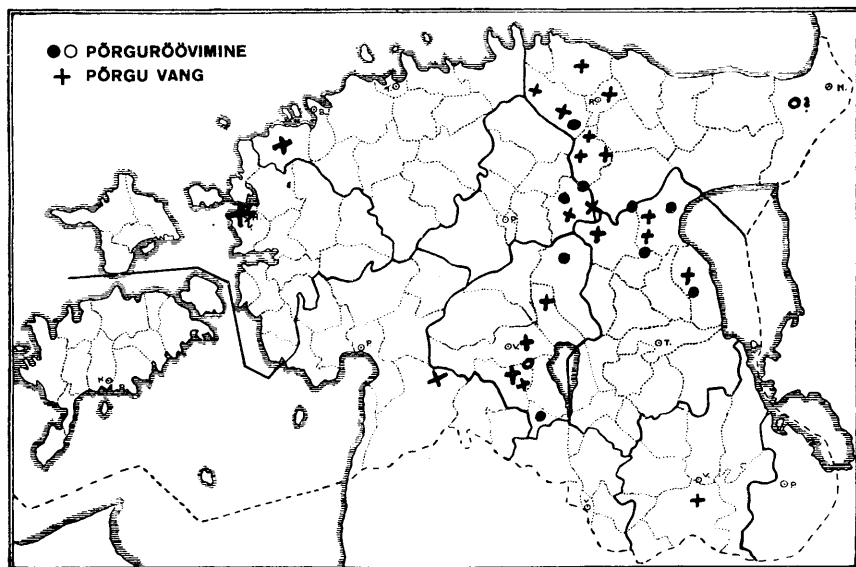 PÕRGURÖÖVIMINE
PÕRGU VANG
T.
R.
N.
P.
P.
V.
T.
K.
V.
P.